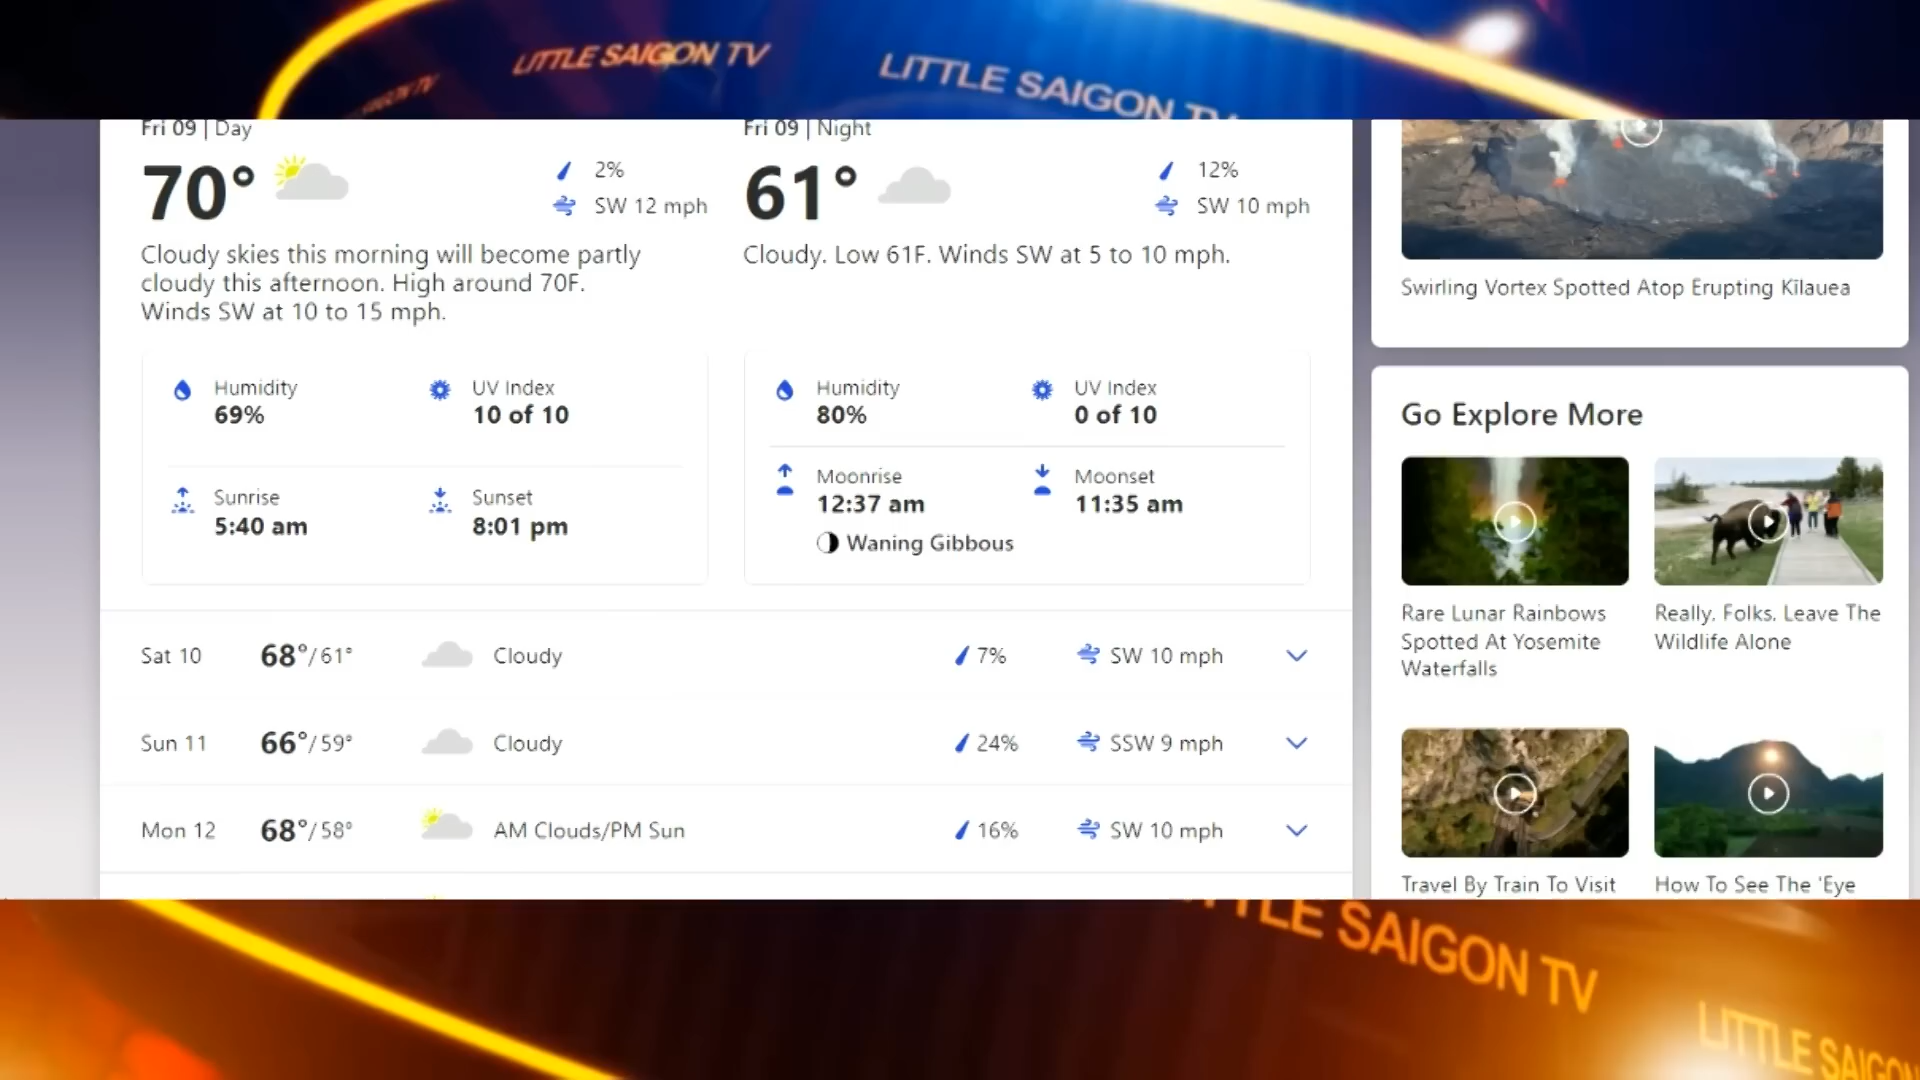 LITTLE SAIGON TV
LITTLE SAIGON TV
SAIGON TV
Fri 09 | Day
70°
2%
SW 12 mph
Cloudy skies this morning will become partly
cloudy this afternoon. High around 70F.
Winds SW at 10 to 15 mph.
Humidity
69%
UV Index
10 of 10
Sunrise
5:40 am
Sunset
8:01 pm
Fri 09 | Night
61°
12%
SW 10 mph
Cloudy. Low 61F. Winds SW at 5 to 10 mph.
Humidity
80%
UV Index
0 of 10
Moonrise
12:37 am
Waning Gibbous
Moonset
11:35 am
Sat 10 68°/61° Cloudy 7% SW 10 mph
Sun 11 66°/59° Cloudy 24% SSW 9 mph
Mon 12 68°/58° AM Clouds/PM Sun 16% SW 10 mph
Swirling Vortex Spotted Atop Erupting Kīlauea
Go Explore More
Rare Lunar Rainbows
Spotted At Yosemite
Waterfalls
Really, Folks. Leave The
Wildlife Alone
Travel By Train To Visit
How To See The 'Eye
TTLE SAIGON TV
LITTLE SAIGON